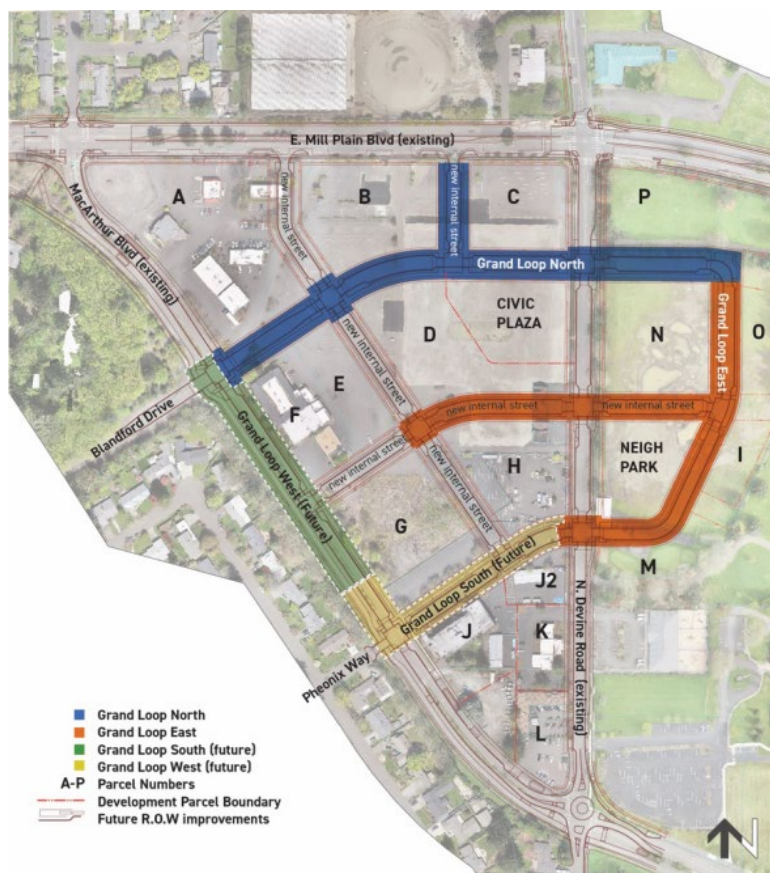 E. Mill Plain Blvd (existing)
A
B
C
P
new internal street
new internal street
MacArthur Blvd (existing)
Grand Loop North
CIVIC
PLAZA
D
N
O
Grand Loop East
new internal street
E
F
Blandford Drive
new internal street
new internal street
Grand Loop West (Future)
new internal street
new internal street
H
NEIGH
PARK
I
G
Grand Loop South (Future)
M
J2
J
K
N. Devine Road (existing)
Pheonix Way
L
Grand Loop North
Grand Loop East
Grand Loop South (future)
Grand Loop West (future)
A-P Parcel Numbers
Development Parcel Boundary
Future R.O.W improvements
N